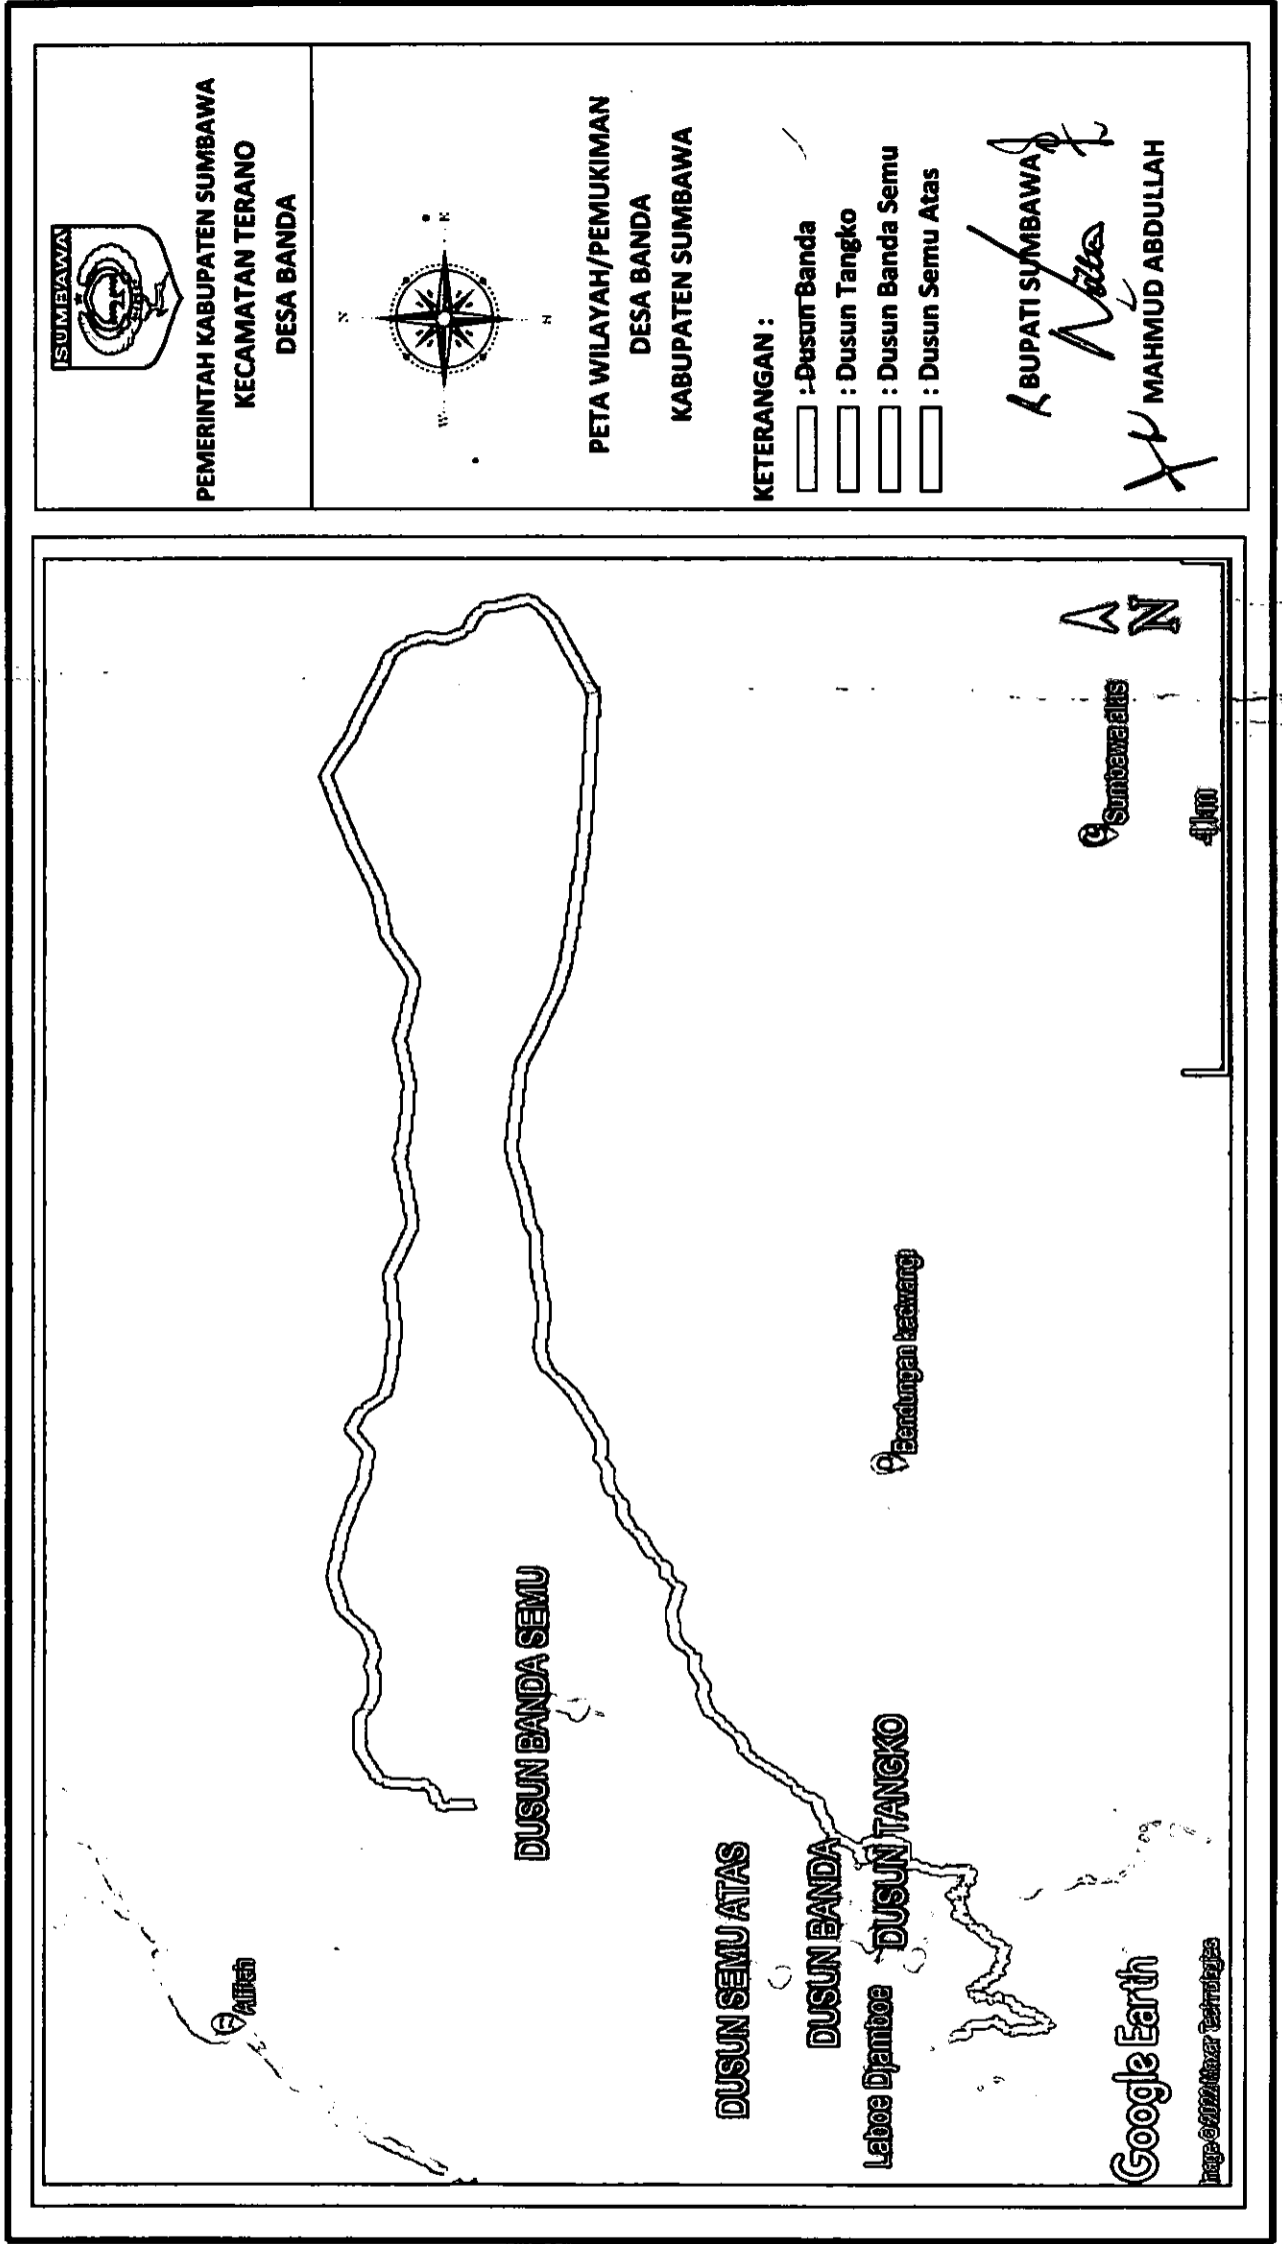 SUMBAWA
PEMERINTAH KABUPATEN SUMBAWA
KECAMATAN TERANO
DESA BANDA
N
W
E
PETA WILAYAH/PEMUKIMAN
DESA BANDA
KABUPATEN SUMBAWA
KETERANGAN :
: Dusun Banda
: Dusun Tangko
: Dusun Banda Semu
: Dusun Semu Atas
BUPATI SUMBAWA
MAHMUD ABDULLAH
DUSUN BANDA SEMU
DUSUN SEMU ATAS
DUSUN BANDA
DUSUN TANGKO
Laboe Djamboe
Bendungan
Sumbawa
4 km
N
Google Earth